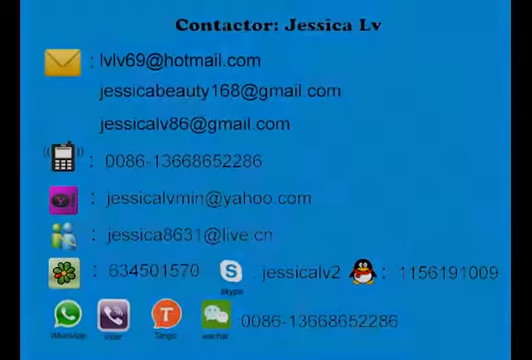 Contactor: Jessica Lv
: lvlv69@hotmail.com
jessicabeauty168@gmail.com
jessicalv86@gmail.com
: 0086-13668652286
: jessicalvmin@yahoo.com
: jessica8631@live.cn
: 634501570 skype : jessicalv2 : 1156191009
WhatsApp Viber Tango wechat 0086-13668652286